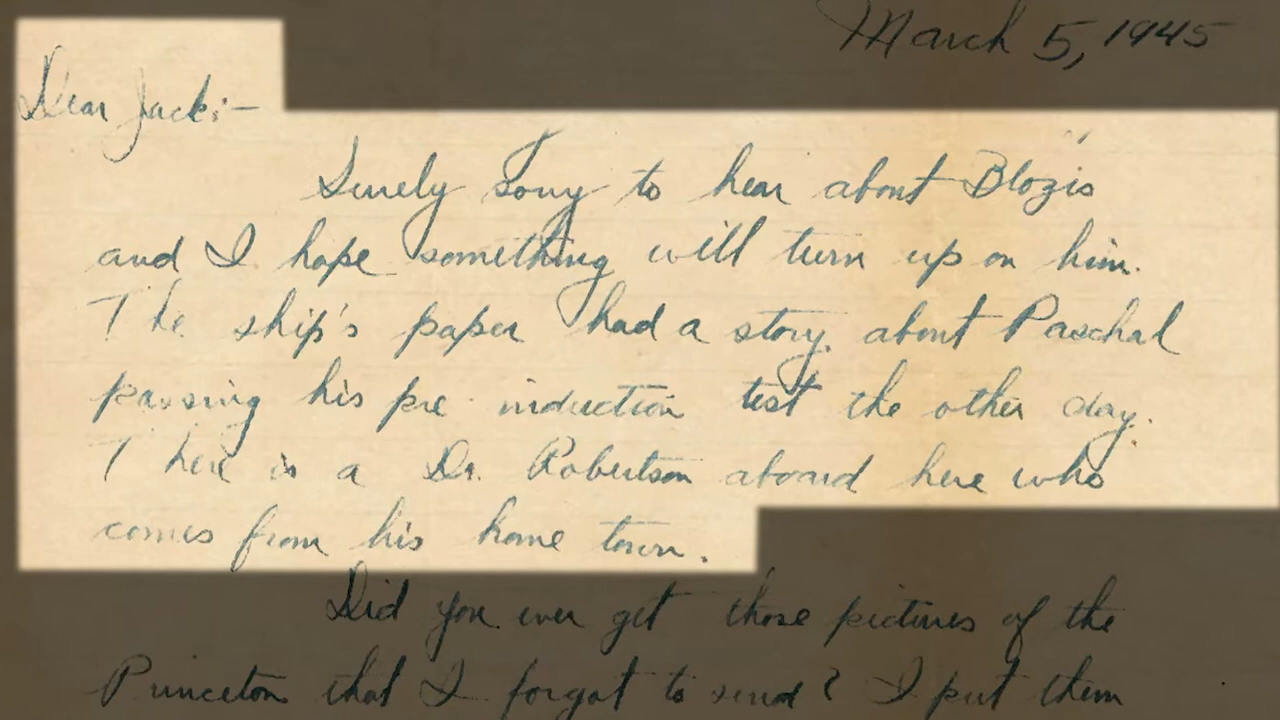 March 5, 1945
Dear Jack:-
Surely sorry to hear about Blozis
and I hope something will turn up on him.
The ship's paper had a story about Paschal
passing his pre induction test the other day.
There is a Dr. Robertson aboard here who
comes from his home town.
Did you ever get those pictures of the
Princeton that I forgot to send? I put them